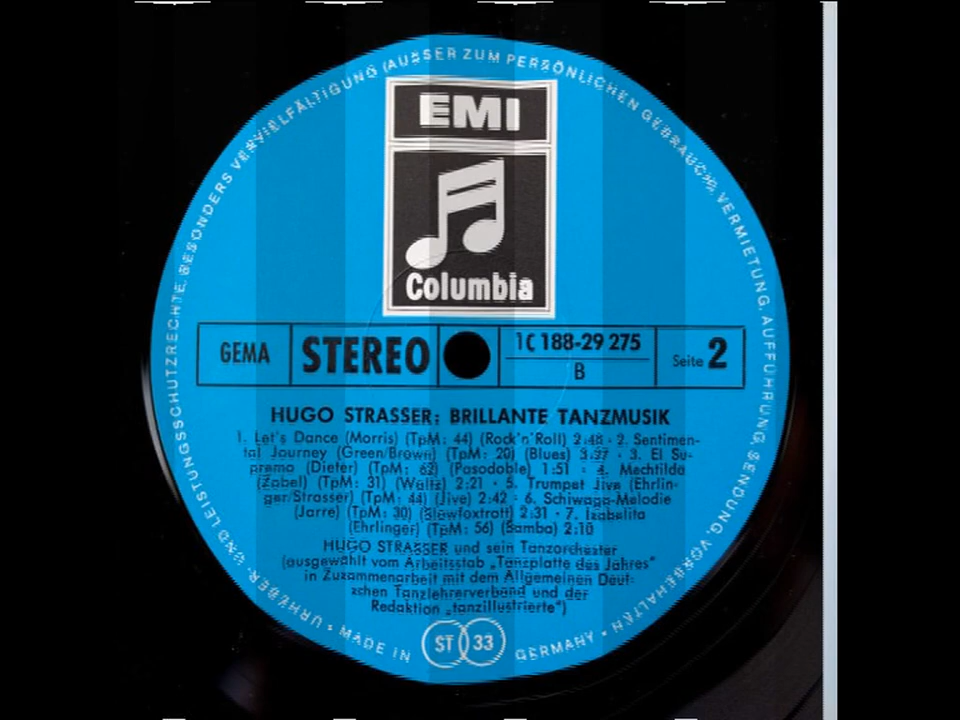 URHEBER- UND LEISTUNGSSCHUTZRECHTE, BESONDERS VERVIELFÄLTIGUNG (AUSSER ZUM PERSÖNLICHEN GEBRAUCH), VERMIETUNG, AUFFÜHRUNG, SENDUNG, VORBEHALTEN
EMI
Columbia
GEMA
STEREO
1C 188-29 275
B
Seite 2
HUGO STRASSER: BRILLANTE TANZMUSIK
1. Let's Dance (Morris) (TpM: 44) (Rock'n'Roll) 2:48 · 2. Sentimen-
tal Journey (Green/Brown) (TpM: 20) (Blues) 3:37 · 3. El Su-
premo (Dieter) (TpM: 62) (Pasodoble) 1:51 · 4. Mechtilda
(Zabel) (TpM: 31) (Waltz) 2:21 · 5. Trumpet Jive (Ehrlin-
ger/Strasser) (TpM: 44) (Jive) 2:42 · 6. Schiwago-Melodie
(Jarre) (TpM: 30) (Slowfoxtrott) 2:31 · 7. Izabelita
(Ehrlinger) (TpM: 56) (Samba) 2:10
HUGO STRASSER und sein Tanzorchester
(ausgewählt vom Arbeitsstab „Tanzplatte des Jahres"
in Zusammenarbeit mit dem Allgemeinen Deut-
schen Tanzlehrerverband und der
Redaktion „tanzillustrierte")
ST 33
• MADE IN GERMANY •